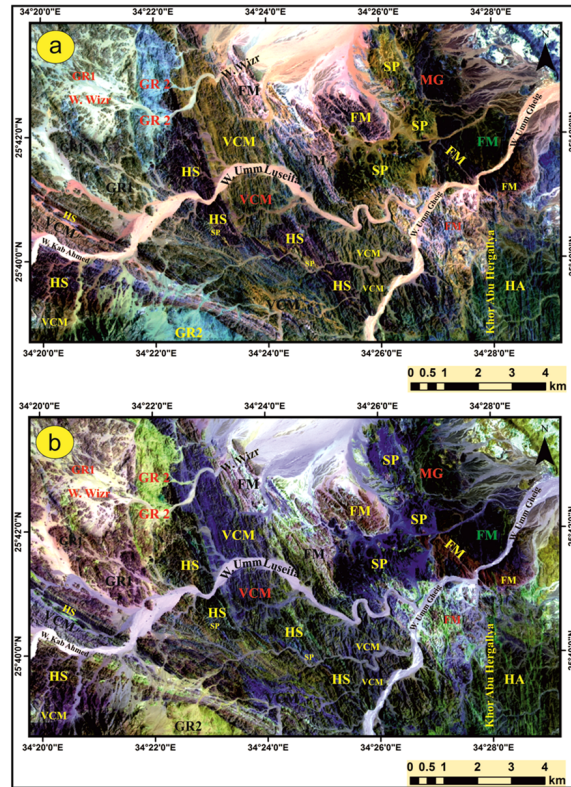 34°20'0"E 34°22'0"E 34°24'0"E 34°26'0"E 34°28'0"E
a
N
W. Wizr
SP
MG
GR1
GR 2
FM
W. Wizr
GR 2
FM
SP
FM
25°42'0"N
VCM
FM
FM
W. Umm Gheig
GR1
GR1
HS
W. Umm Luseifa
SP
FM
HS
VCM
VCM
HS
SP
HS
W. Umm Gheig
FM
Khor Abu Hergaliya
25°40'0"N
W. Kab Ahmed
VCM
SP
HS
HS
VCM
HA
VCM
VCM
GR2
34°20'0"E 34°22'0"E 34°24'0"E 34°26'0"E 34°28'0"E
0 0.5 1 2 3 4
km
34°20'0"E 34°22'0"E 34°24'0"E 34°26'0"E 34°28'0"E
b
N
W. Wizr
SP
MG
GR1
GR 2
FM
W. Wizr
GR 2
FM
SP
FM
25°42'0"N
VCM
FM
W. Umm Gheig
GR1
HS
W. Umm Luseifa
SP
FM
HS
VCM
HS
SP
HS
W. Umm Gheig
FM
Khor Abu Hergaliya
25°40'0"N
W. Kab Ahmed
VCM
SP
HS
HS
VCM
HA
VCM
GR2
34°20'0"E 34°22'0"E 34°24'0"E 34°26'0"E 34°28'0"E
0 0.5 1 2 3 4
km